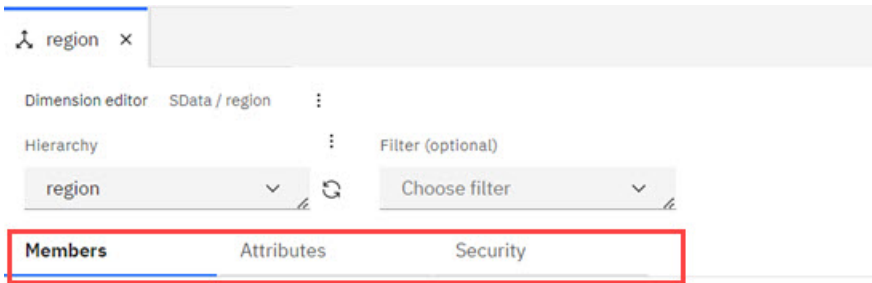 region ×
Dimension editor SData / region
Hierarchy Filter (optional)
region Choose filter
Members Attributes Security